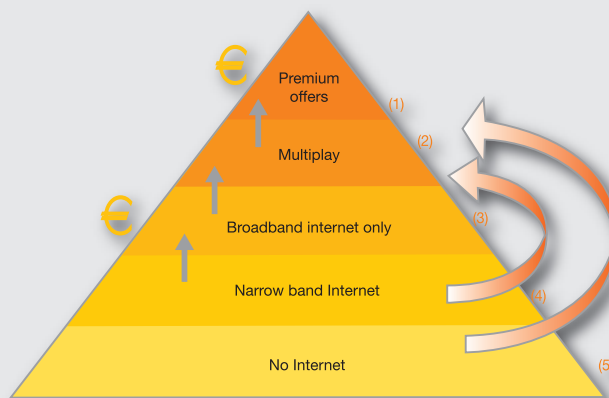 €
Premium
offers
(1)
(2)
Multiplay
€
(3)
Broadband internet only
Narrow band Internet
(4)
No Internet
(5